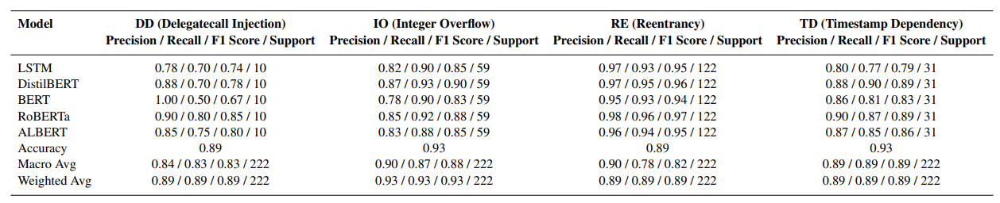 Model DD (Delegatecall Injection) IO (Integer Overflow) RE (Reentrancy) TD (Timestamp Dependency)
Precision / Recall / F1 Score / Support Precision / Recall / F1 Score / Support Precision / Recall / F1 Score / Support Precision / Recall / F1 Score / Support
LSTM 0.78 / 0.70 / 0.74 / 10 0.82 / 0.90 / 0.85 / 59 0.97 / 0.93 / 0.95 / 122 0.80 / 0.77 / 0.79 / 31
DistilBERT 0.88 / 0.70 / 0.78 / 10 0.87 / 0.93 / 0.90 / 59 0.97 / 0.95 / 0.96 / 122 0.88 / 0.90 / 0.89 / 31
BERT 1.00 / 0.50 / 0.67 / 10 0.78 / 0.90 / 0.83 / 59 0.95 / 0.93 / 0.94 / 122 0.86 / 0.81 / 0.83 / 31
RoBERTa 0.90 / 0.80 / 0.85 / 10 0.85 / 0.92 / 0.88 / 59 0.98 / 0.96 / 0.97 / 122 0.90 / 0.87 / 0.89 / 31
ALBERT 0.85 / 0.75 / 0.80 / 10 0.83 / 0.88 / 0.85 / 59 0.96 / 0.94 / 0.95 / 122 0.87 / 0.85 / 0.86 / 31
Accuracy 0.89 0.93 0.89 0.93
Macro Avg 0.84 / 0.83 / 0.83 / 222 0.90 / 0.87 / 0.88 / 222 0.90 / 0.78 / 0.82 / 222 0.89 / 0.89 / 0.89 / 222
Weighted Avg 0.89 / 0.89 / 0.89 / 222 0.93 / 0.93 / 0.93 / 222 0.89 / 0.89 / 0.89 / 222 0.89 / 0.89 / 0.89 / 222